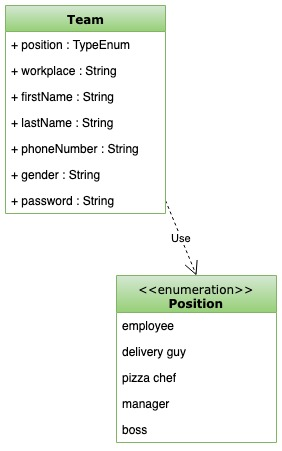 Team
+ position : TypeEnum
+ workplace : String
+ firstName : String
+ lastName : String
+ phoneNumber : String
+ gender : String
+ password : String
Use
<<enumeration>>
Position
employee
delivery guy
pizza chef
manager
boss